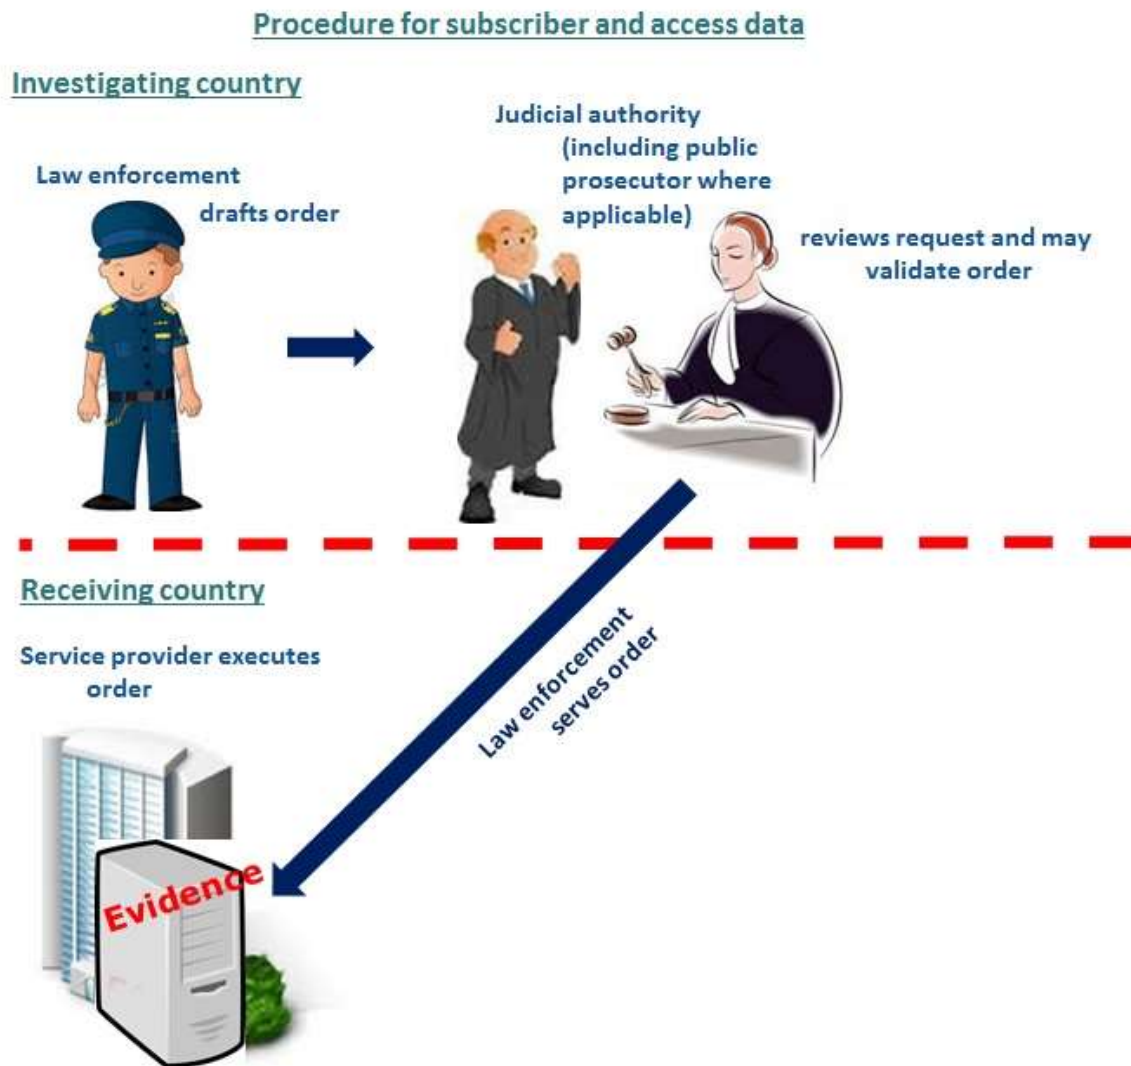 Procedure for subscriber and access data
Investigating country
Judicial authority
(including public
prosecutor where
applicable)
Law enforcement
drafts order
reviews request and may
validate order
Receiving country
Service provider executes
order
Law enforcement
serves order
Evidence